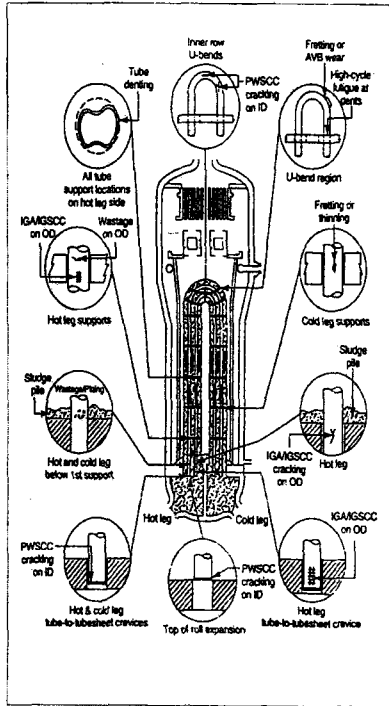 Inner row
U-bends
PWSCC
cracking
on ID
Fretting or
AVB wear
High-cycle
fatigue at
dents
U-bend region
Tube
denting
All tube
support locations
on hot leg side
IGA/IGSCC
on OD
Wastage
on OD
Hot leg supports
Fretting or
thinning
Cold leg supports
Sludge
pile
Wastage/Pitting
Hot and cold leg
below 1st support
Sludge
pile
IGA/IGSCC
cracking
on OD
Hot leg
Hot leg
Cold leg
PWSCC
cracking
on ID
Hot & cold leg
tube-to-tubesheet crevices
PWSCC
cracking
on ID
Top of roll expansion
IGA/IGSCC
on OD
Hot leg
tube-to-tubesheet crevice